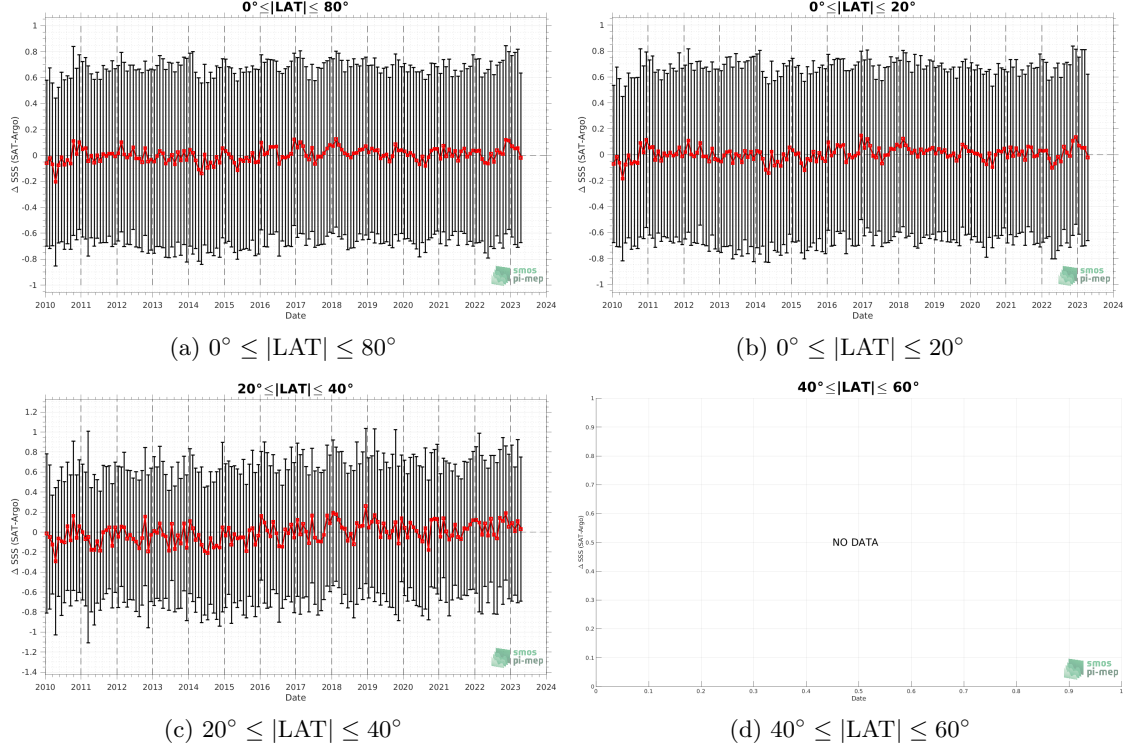 0°≤|LAT|≤ 80°
Δ SSS (SAT-Argo)
1
0.8
0.6
0.4
0.2
0
-0.2
-0.4
-0.6
-0.8
-1
2010 2011 2012 2013 2014 2015 2016 2017 2018 2019 2020 2021 2022 2023 2024
Date
smos
pi-mep
(a) 0° ≤ |LAT| ≤ 80°
0°≤|LAT|≤ 20°
Δ SSS (SAT-Argo)
1
0.8
0.6
0.4
0.2
0
-0.2
-0.4
-0.6
-0.8
-1
2010 2011 2012 2013 2014 2015 2016 2017 2018 2019 2020 2021 2022 2023 2024
Date
smos
pi-mep
(b) 0° ≤ |LAT| ≤ 20°
20°≤|LAT|≤ 40°
Δ SSS (SAT-Argo)
1.2
1
0.8
0.6
0.4
0.2
0
-0.2
-0.4
-0.6
-0.8
-1
-1.2
-1.4
2010 2011 2012 2013 2014 2015 2016 2017 2018 2019 2020 2021 2022 2023 2024
Date
smos
pi-mep
(c) 20° ≤ |LAT| ≤ 40°
40°≤|LAT|≤ 60°
Δ SSS (SAT-Argo)
1
0.9
0.8
0.7
0.6
0.5
0.4
0.3
0.2
0.1
0
NO DATA
0 0.1 0.2 0.3 0.4 0.5 0.6 0.7 0.8 0.9 1
Date
smos
pi-mep
(d) 40° ≤ |LAT| ≤ 60°